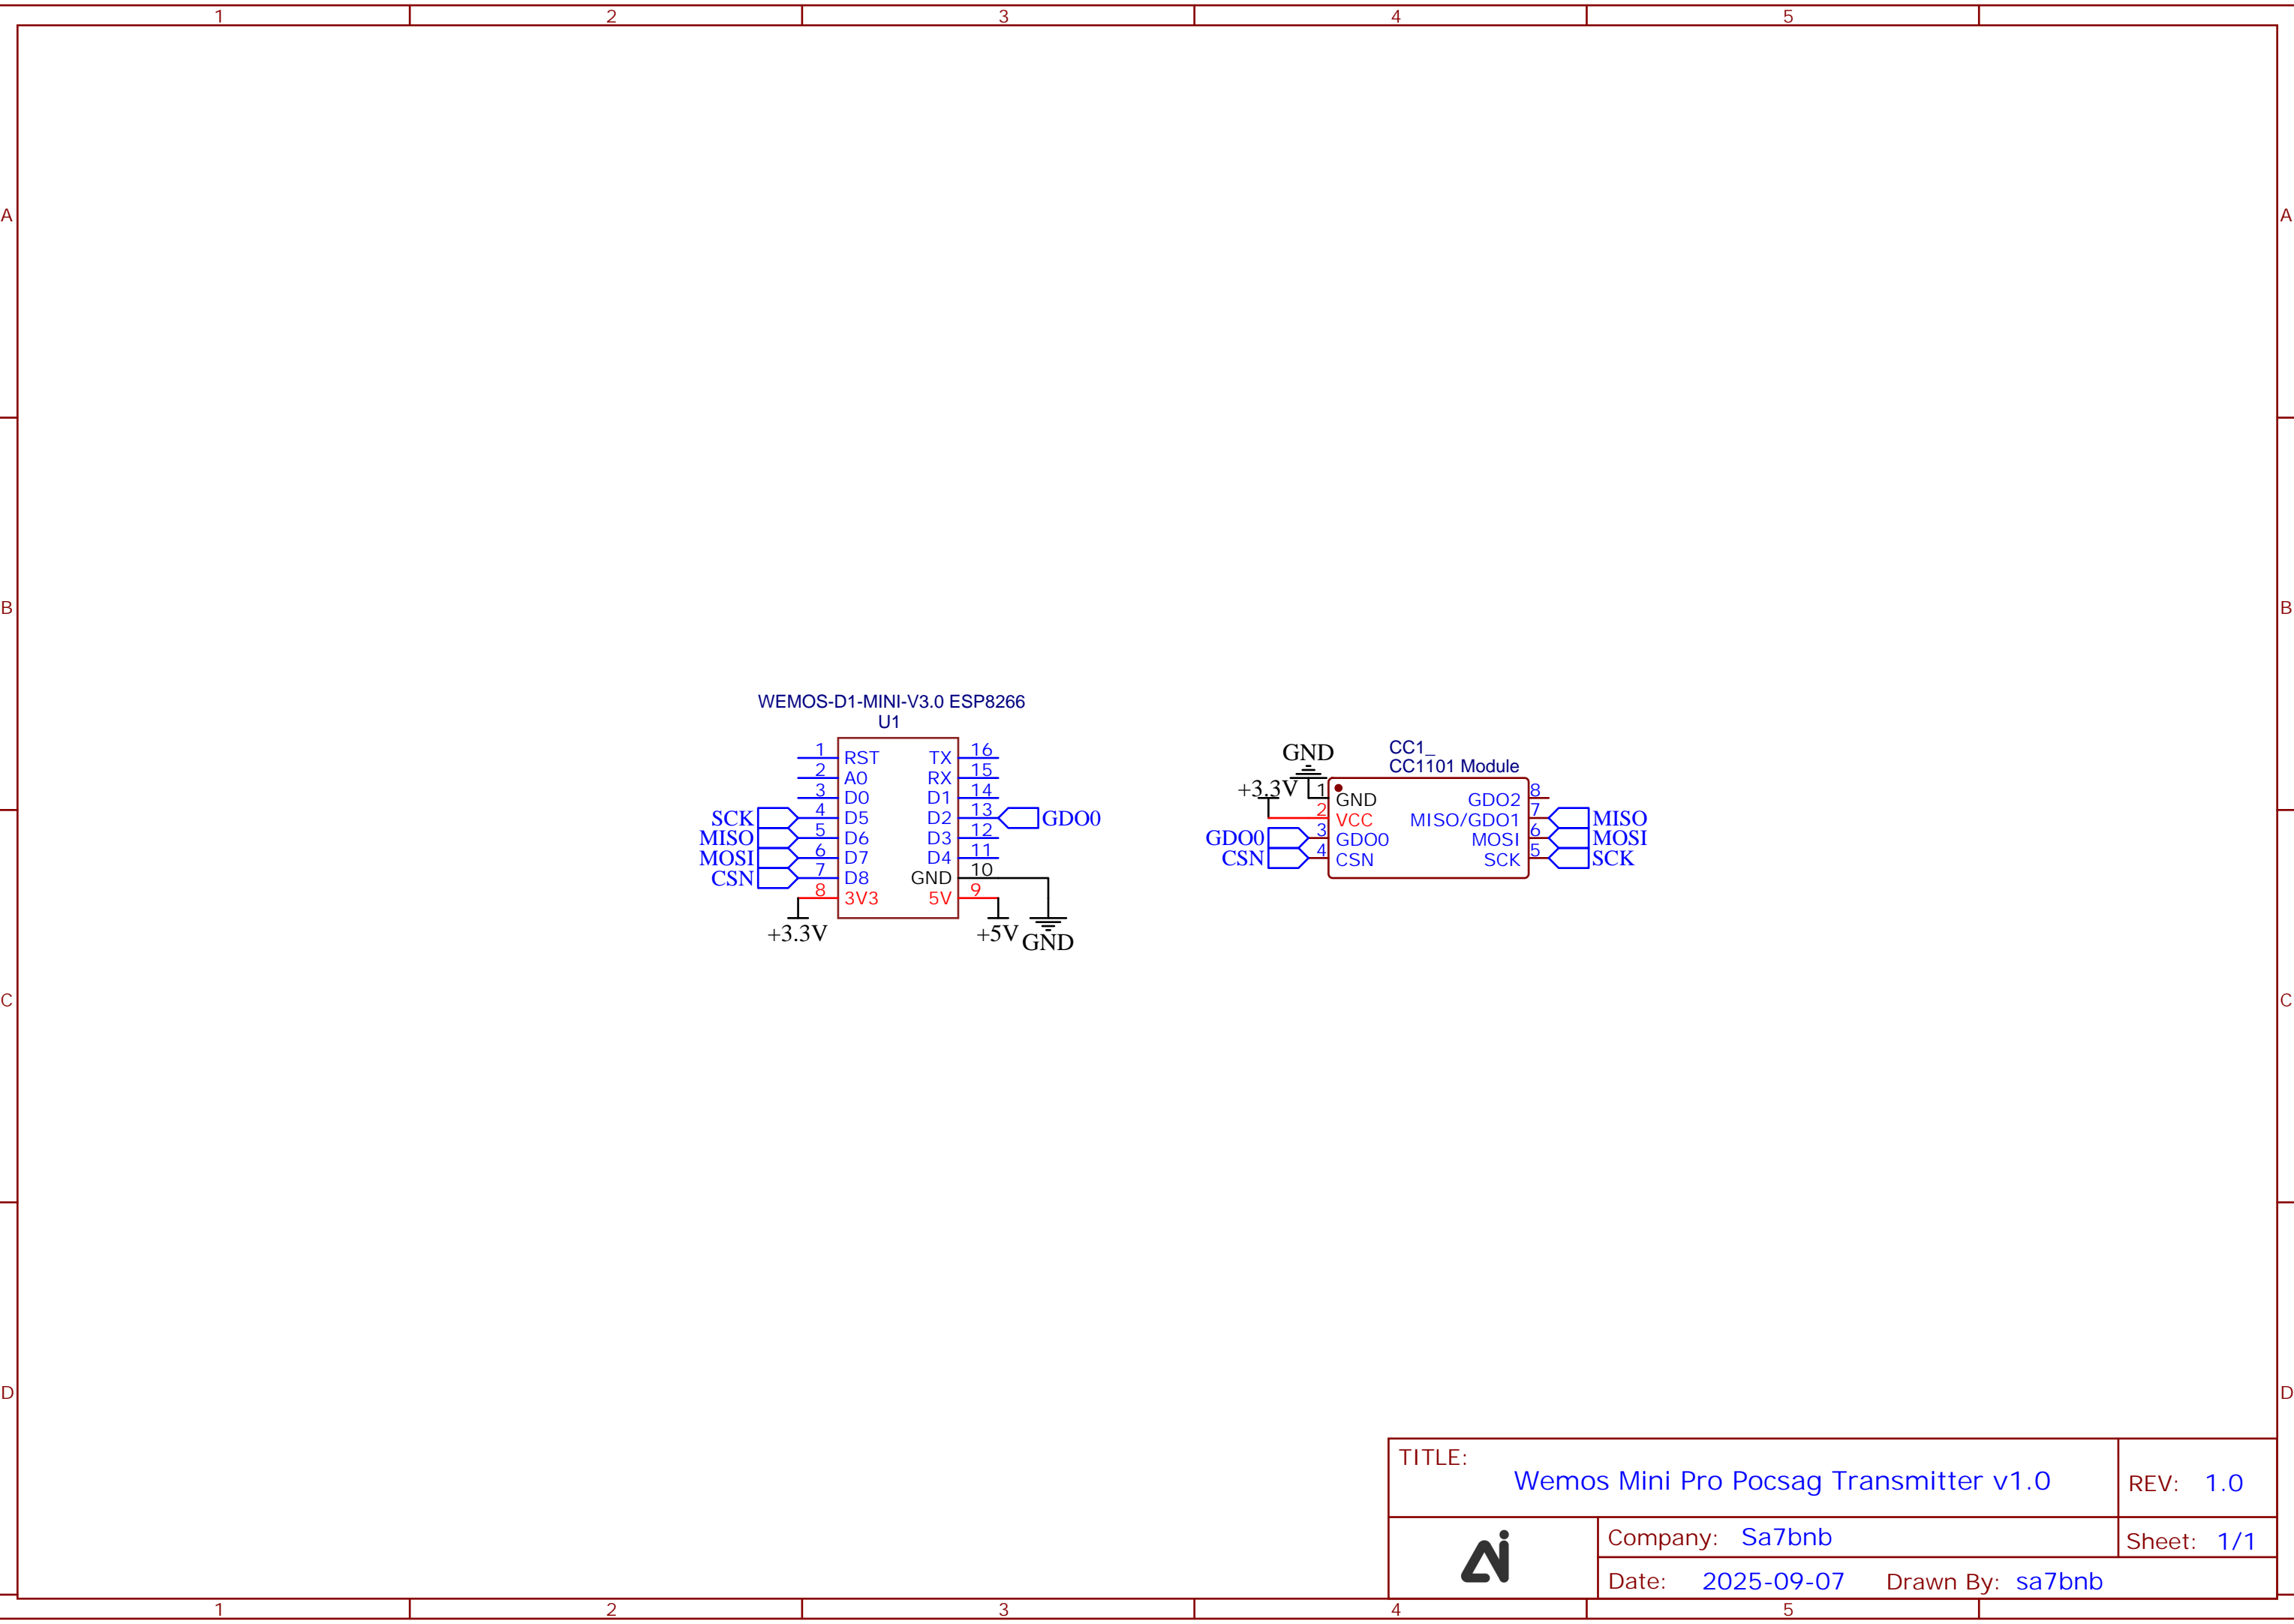 1 2 3 4 5
A A
B B
C C
D D
WEMOS-D1-MINI-V3.0 ESP8266
U1
1 RST TX 16
2 A0 RX 15
3 D0 D1 14
SCK 4 D5 D2 13 GDO0
MISO 5 D6 D3 12
MOSI 6 D7 D4 11
CSN 7 D8 GND 10
8 3V3 5V 9
+3.3V +5V GND
CC1_
CC1101 Module
GND
+3.3V 1 GND GDO2 8
2 VCC MISO/GDO1 7 MISO
GDO0 3 GDO0 MOSI 6 MOSI
CSN 4 CSN SCK 5 SCK
TITLE:
Wemos Mini Pro Pocsag Transmitter v1.0
REV: 1.0
Company: Sa7bnb
Sheet: 1/1
Date: 2025-09-07 Drawn By: sa7bnb
1 2 3 4 5